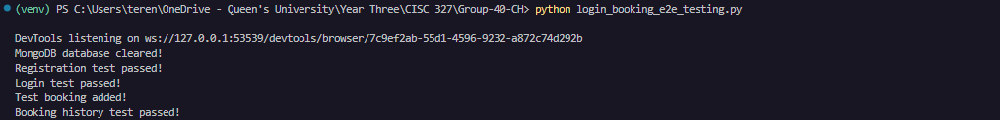 (venv) PS C:\Users\teren\OneDrive - Queen's University\Year Three\CISC 327\Group-40-CH> python login_booking_e2e_testing.py
DevTools listening on ws://127.0.0.1:53539/devtools/browser/7c9ef2ab-55d1-4596-9232-a872c74d292b
MongoDB database cleared!
Registration test passed!
Login test passed!
Test booking added!
Booking history test passed!